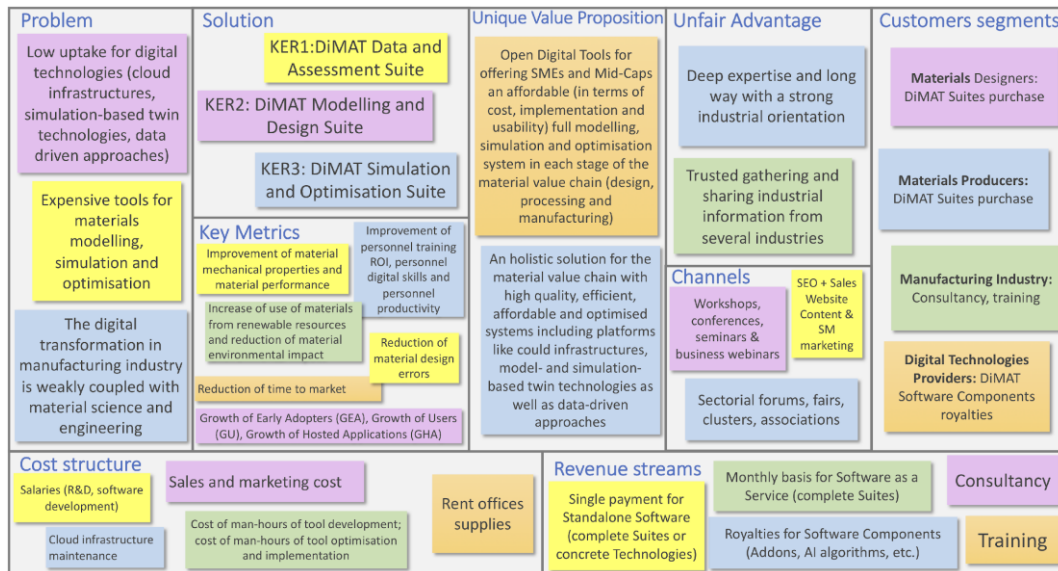 Problem
Low uptake for digital
technologies (cloud
infrastructures,
simulation-based twin
technologies, data
driven approaches)
Expensive tools for
materials
modelling,
simulation and
optimisation
The digital
transformation in
manufacturing industry
is weakly coupled with
material science and
engineering
Solution
KER1:DiMAT Data and
Assessment Suite
KER2: DiMAT Modelling and
Design Suite
KER3: DiMAT Simulation
and Optimisation Suite
Key Metrics
Improvement of material
mechanical properties and
material performance
Improvement of
personnel training
ROI, personnel
digital skills and
personnel
productivity
Increase of use of materials
from renewable resources
and reduction of material
environmental impact
Reduction of
material design
errors
Reduction of time to market
Growth of Early Adopters (GEA), Growth of Users
(GU), Growth of Hosted Applications (GHA)
Unique Value Proposition
Open Digital Tools for
offering SMEs and Mid-Caps
an affordable (in terms of
cost, implementation and
usability) full modelling,
simulation and optimisation
system in each stage of the
material value chain (design,
processing and
manufacturing)
An holistic solution for the
material value chain with
high quality, efficient,
affordable and optimised
systems including platforms
like could infrastructures,
model- and simulation-
based twin technologies as
well as data-driven
approaches
Unfair Advantage
Deep expertise and long
way with a strong
industrial orientation
Trusted gathering and
sharing industrial
information from
several industries
Channels
Workshops,
conferences,
seminars &
business webinars
SEO + Sales
Website
Content &
SM
marketing
Sectorial forums, fairs,
clusters, associations
Customers segments
Materials Designers:
DiMAT Suites purchase
Materials Producers:
DiMAT Suites purchase
Manufacturing Industry:
Consultancy, training
Digital Technologies
Providers: DiMAT
Software Components
royalties
Cost structure
Salaries (R&D, software
development)
Sales and marketing cost
Cloud infrastructure
maintenance
Cost of man-hours of tool development;
cost of man-hours of tool optimisation
and implementation
Rent offices
supplies
Revenue streams
Single payment for
Standalone Software
(complete Suites or
concrete Technologies)
Monthly basis for Software as a
Service (complete Suites)
Royalties for Software Components
(Addons, AI algorithms, etc.)
Consultancy
Training